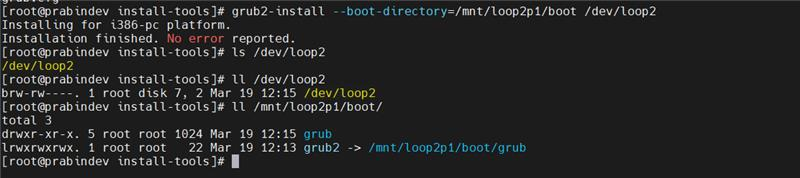 [root@prabindev install-tools]# grub2-install --boot-directory=/mnt/loop2p1/boot /dev/loop2
Installing for i386-pc platform.
Installation finished. No error reported.
[root@prabindev install-tools]# ls /dev/loop2
/dev/loop2
[root@prabindev install-tools]# ll /dev/loop2
brw-rw----. 1 root disk 7, 2 Mar 19 12:15 /dev/loop2
[root@prabindev install-tools]# ll /mnt/loop2p1/boot/
total 3
drwxr-xr-x. 5 root root 1024 Mar 19 12:15 grub
lrwxrwxrwx. 1 root root   22 Mar 19 12:13 grub2 -> /mnt/loop2p1/boot/grub
[root@prabindev install-tools]#